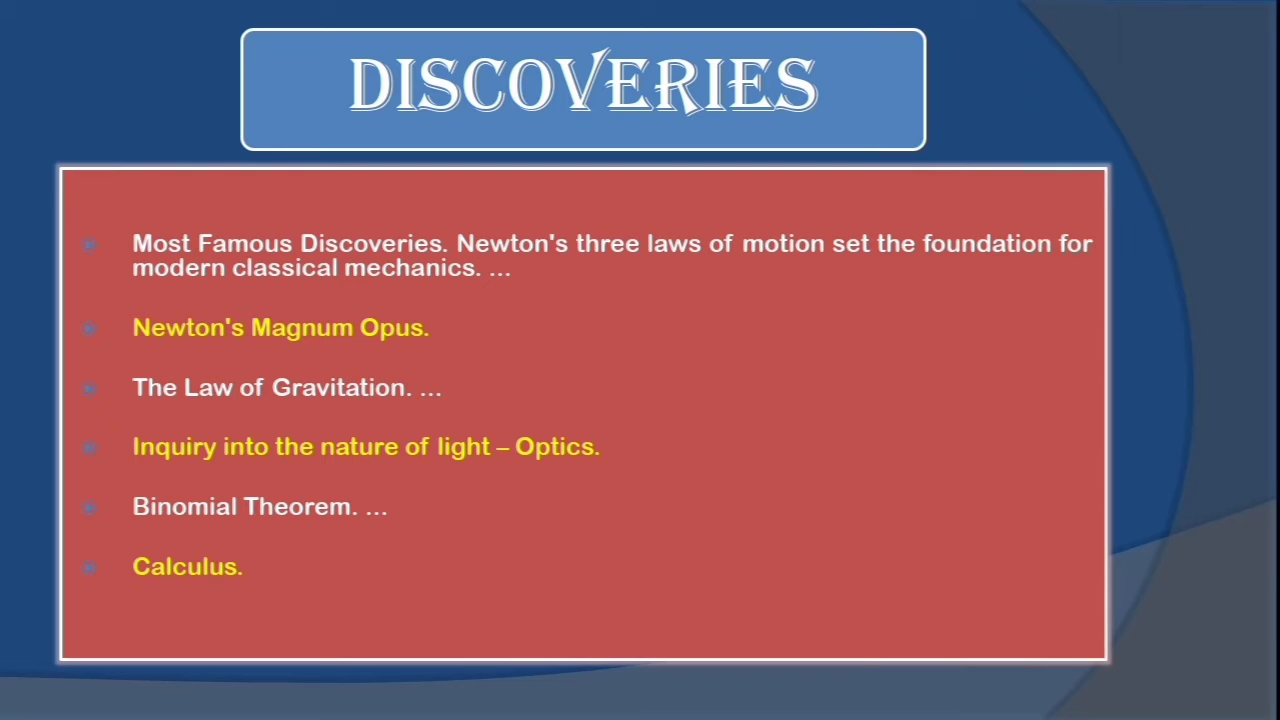 DISCOVERIES
Most Famous Discoveries. Newton's three laws of motion set the foundation for
modern classical mechanics. ...
Newton's Magnum Opus.
The Law of Gravitation. ...
Inquiry into the nature of light – Optics.
Binomial Theorem. ...
Calculus.